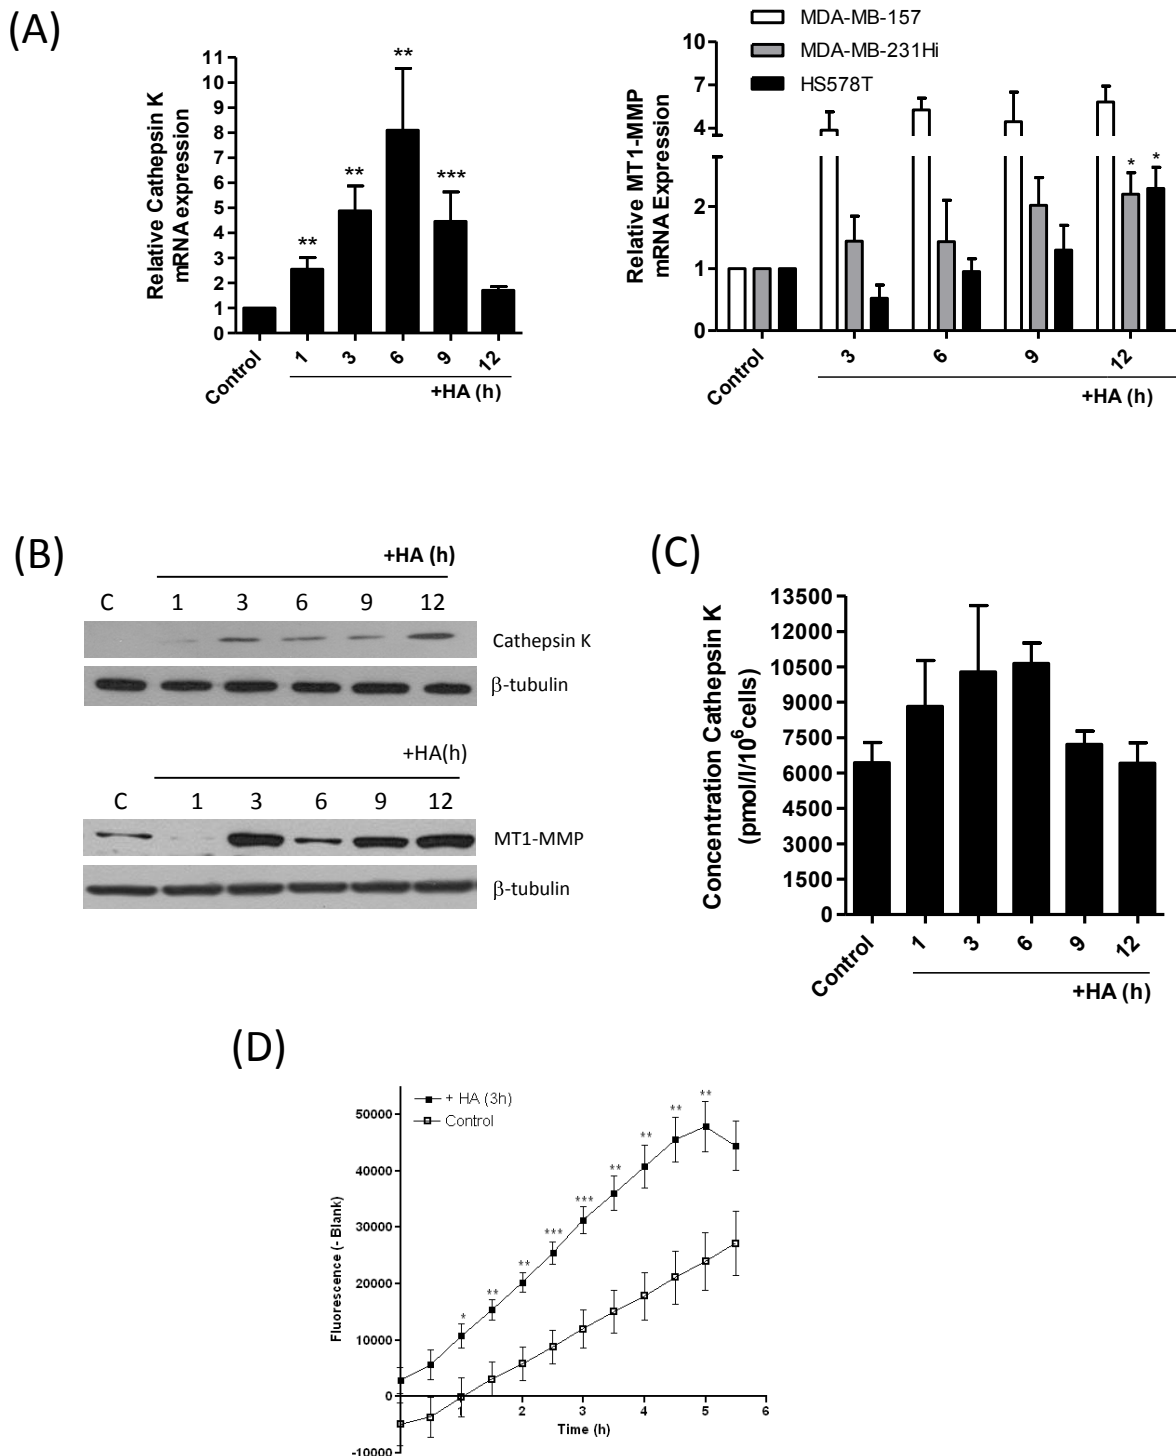 (A)
Relative Cathepsin K
mRNA expression
11
10
9
8
7
6
5
4
3
2
1
0
** ** ** ***
Control 1 3 6 9 12
+HA (h)
MDA-MB-157
MDA-MB-231Hi
HS578T
Relative MT1-MMP
mRNA Expression
10
7
4
2
1
0
* *
Control 3 6 9 12
+HA (h)
(B)
+HA (h)
C 1 3 6 9 12
Cathepsin K
β-tubulin
+HA(h)
C 1 3 6 9 12
MT1-MMP
β-tubulin
(C)
Concentration Cathepsin K
(pmol/l/10⁶cells)
13500
12000
10500
9000
7500
6000
4500
3000
1500
0
Control 1 3 6 9 12
+HA (h)
(D)
+ HA (3h)
Control
Fluorescence (- Blank)
50000
40000
30000
20000
10000
0
-10000
* ** ** *** *** ** ** ** **
1 2 3 4 5 6
Time (h)